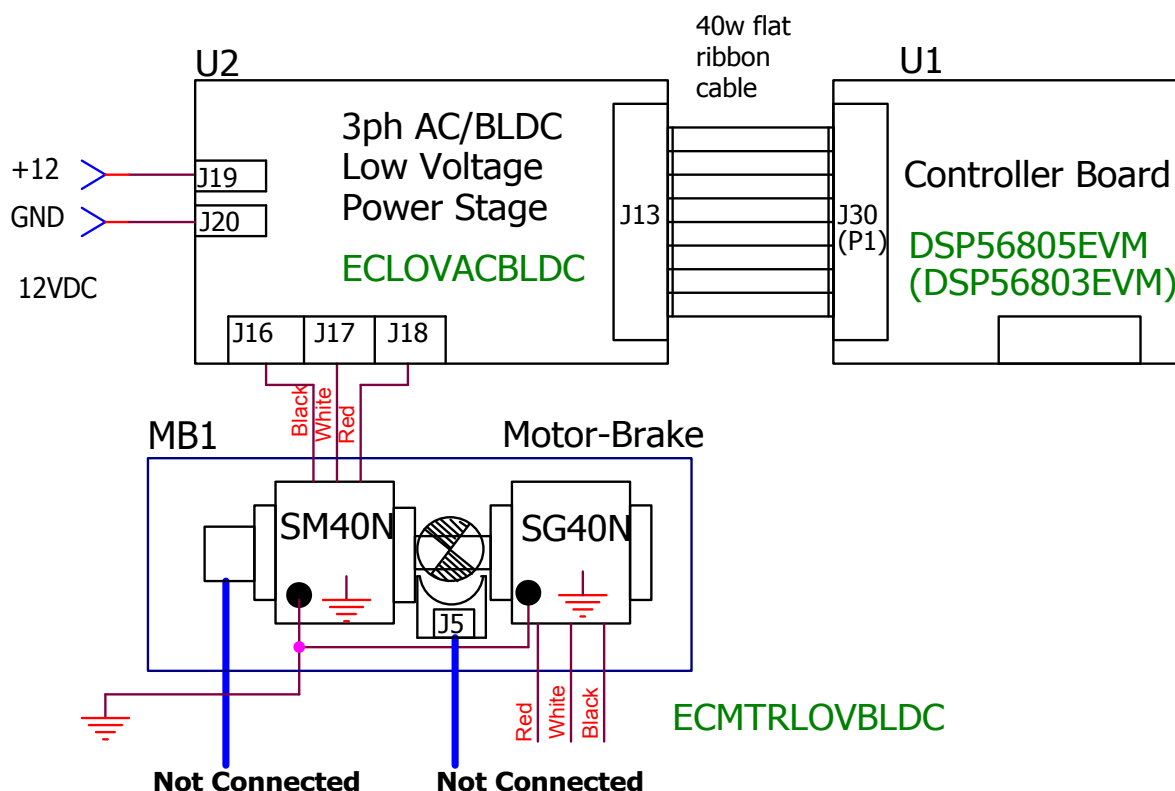 40w flat
ribbon
cable
U2
U1
3ph AC/BLDC
Low Voltage
Power Stage
ECLOVACBLDC
+12
GND
12VDC
J19
J20
J13
J30
(P1)
Controller Board
DSP56805EVM
(DSP56803EVM)
J16
J17
J18
Black
White
Red
MB1
Motor-Brake
SM40N
SG40N
J5
Red
White
Black
ECMTRLOVBLDC
Not Connected
Not Connected